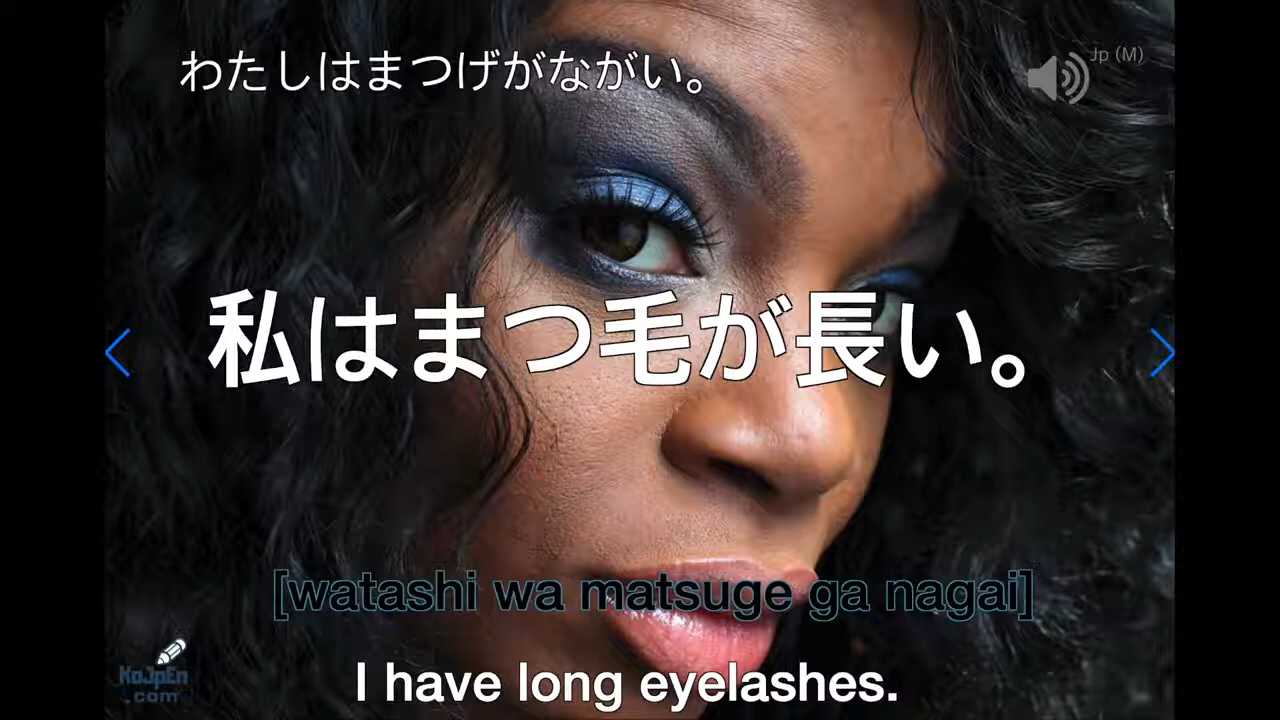 わたしはまつげがながい。
Jp (M)
私はまつ毛が長い。
[watashi wa matsuge ga nagai]
KoJpEn
.com
I have long eyelashes.